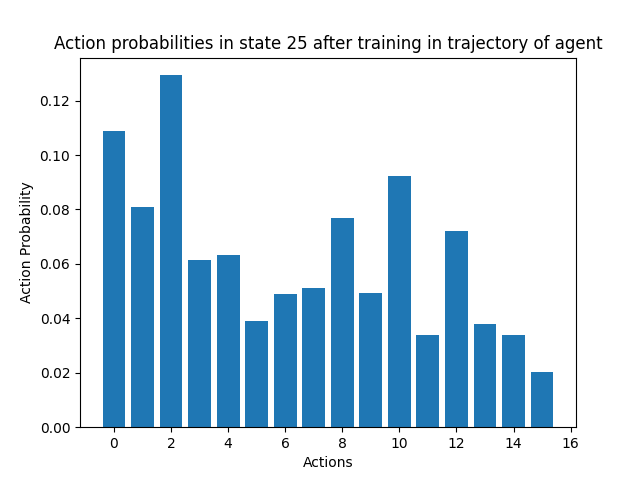 Action probabilities in state 25 after training in trajectory of agent
0.12
0.10
0.08
0.06
0.04
0.02
0.00
Action Probability
0 2 4 6 8 10 12 14 16
Actions